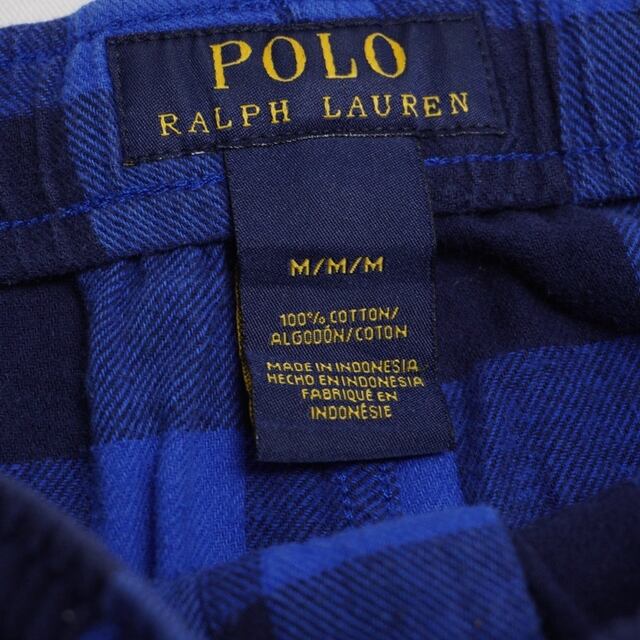 POLO
RALPH LAUREN
M/M/M
100% COTTON/
ALGODÓN/COTON
MADE IN INDONESIA
HECHO EN INDONESIA
FABRIQUÉ EN
INDONÉSIE